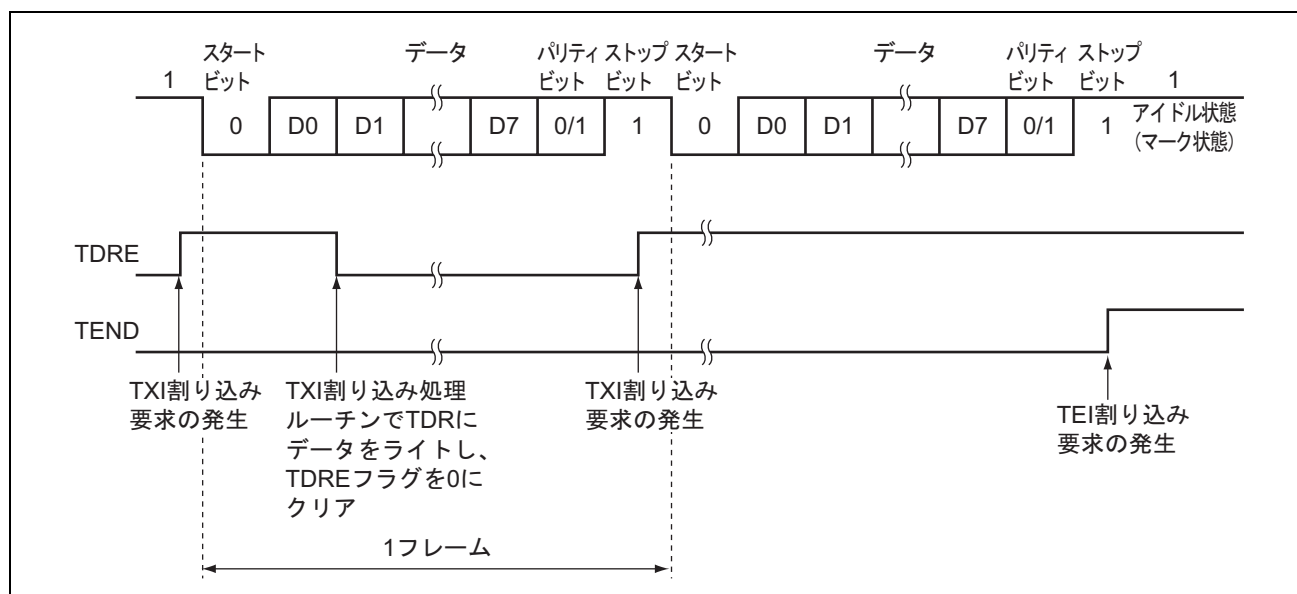 スタート データ パリティ ストップ スタート データ パリティ ストップ
1 ビット ビット ビット ビット ビット ビット 1
0 D0 D1 D7 0/1 1 0 D0 D1 D7 0/1 1 アイドル状態
(マーク状態)
TDRE
TEND
TXI割り込み TXI割り込み処理 TXI割り込み TEI割り込み
要求の発生 ルーチンでTDRに 要求の発生 要求の発生
データをライトし、
TDREフラグを0に
クリア
1フレーム